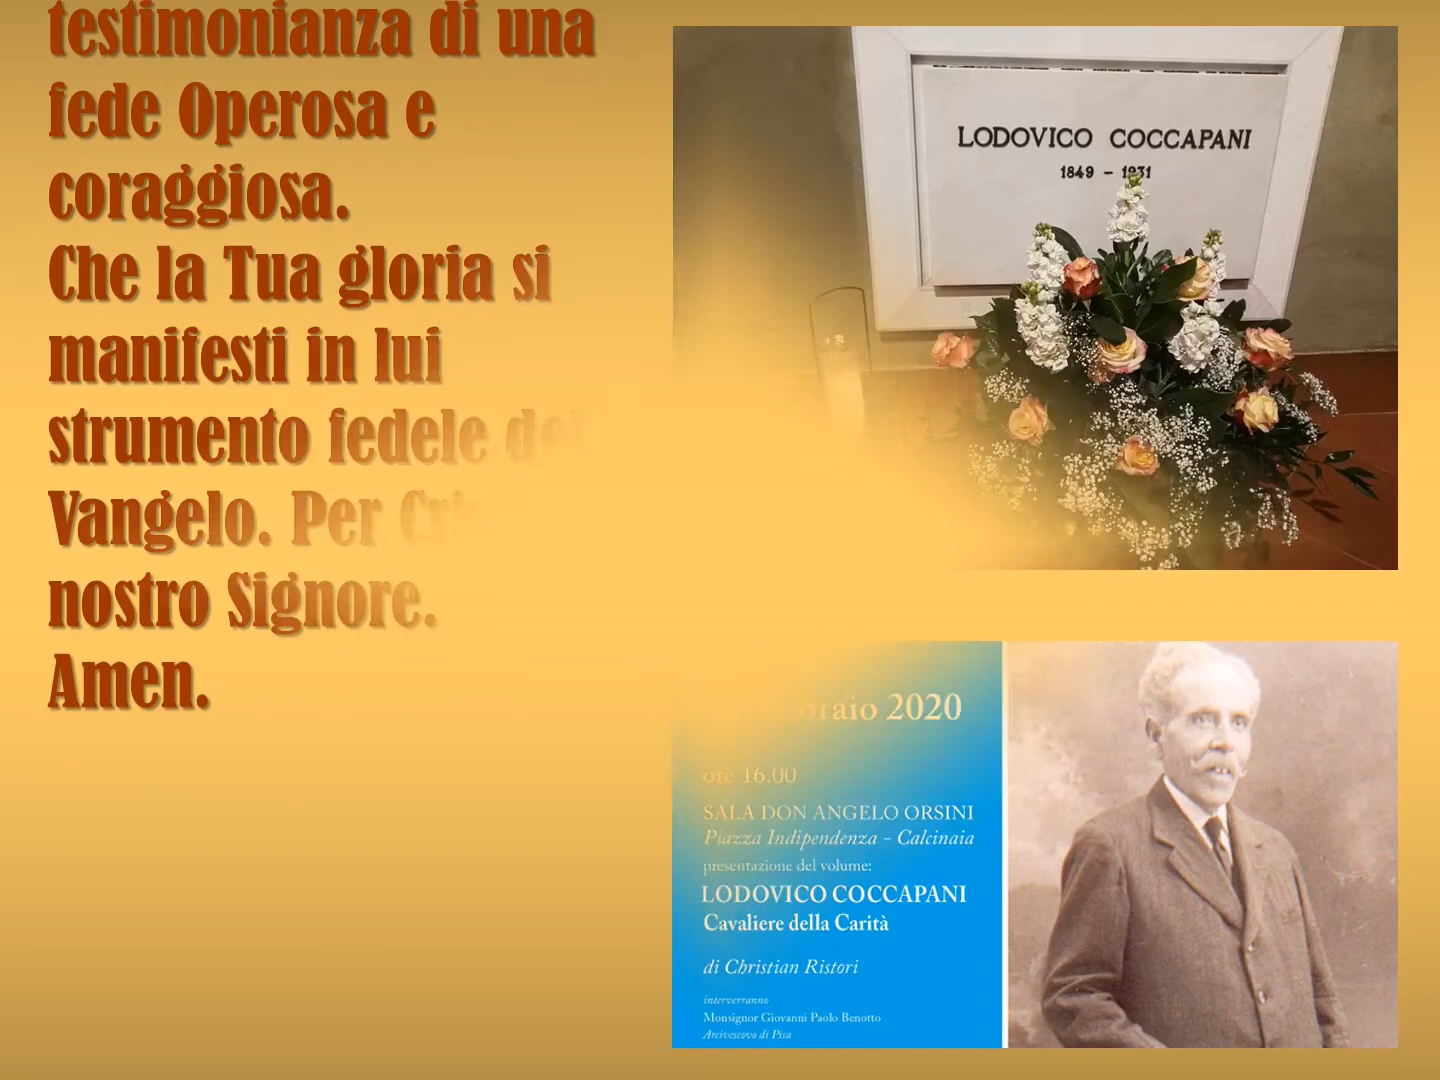 testimonianza di una
fede Operosa e
coraggiosa.
Che la Tua gloria si
manifesti in lui
strumento fedele del
Vangelo. Per
nostro Signore.
Amen.
LODOVICO COCCAPANI
1849 - 1931
2020
ore 16.00
SALA DON ANGELO ORSINI
Piazza Indipendenza - Calcinaia
presentazione del volume:
LODOVICO COCCAPANI
Cavaliere della Carità
di Christian Ristori
interverranno
Monsignor Giovanni Paolo Benotto
Arcivescovo di Pisa